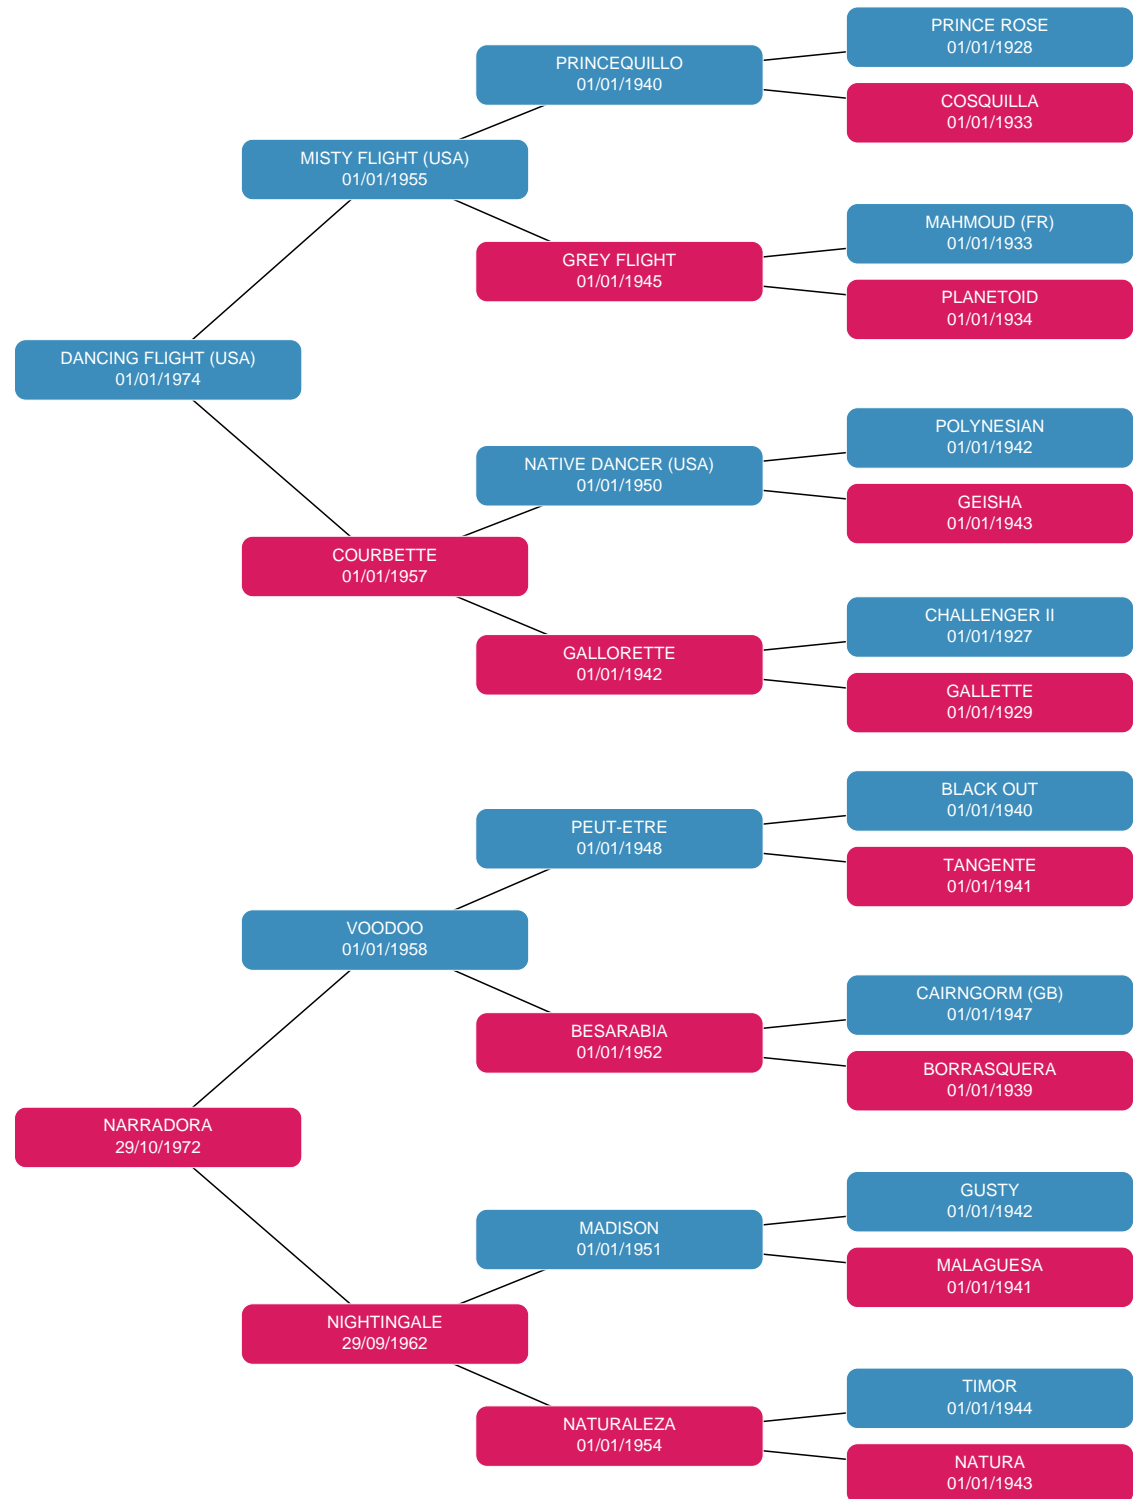 PRINCE ROSE
01/01/1928
PRINCEQUILLO
01/01/1940
COSQUILLA
01/01/1933
MISTY FLIGHT (USA)
01/01/1955
MAHMOUD (FR)
01/01/1933
GREY FLIGHT
01/01/1945
PLANETOID
01/01/1934
DANCING FLIGHT (USA)
01/01/1974
POLYNESIAN
01/01/1942
NATIVE DANCER (USA)
01/01/1950
GEISHA
01/01/1943
COURBETTE
01/01/1957
CHALLENGER II
01/01/1927
GALLORETTE
01/01/1942
GALLETTE
01/01/1929
BLACK OUT
01/01/1940
PEUT-ETRE
01/01/1948
TANGENTE
01/01/1941
VOODOO
01/01/1958
CAIRNGORM (GB)
01/01/1947
BESARABIA
01/01/1952
BORRASQUERA
01/01/1939
NARRADORA
29/10/1972
GUSTY
01/01/1942
MADISON
01/01/1951
MALAGUESA
01/01/1941
NIGHTINGALE
29/09/1962
TIMOR
01/01/1944
NATURALEZA
01/01/1954
NATURA
01/01/1943